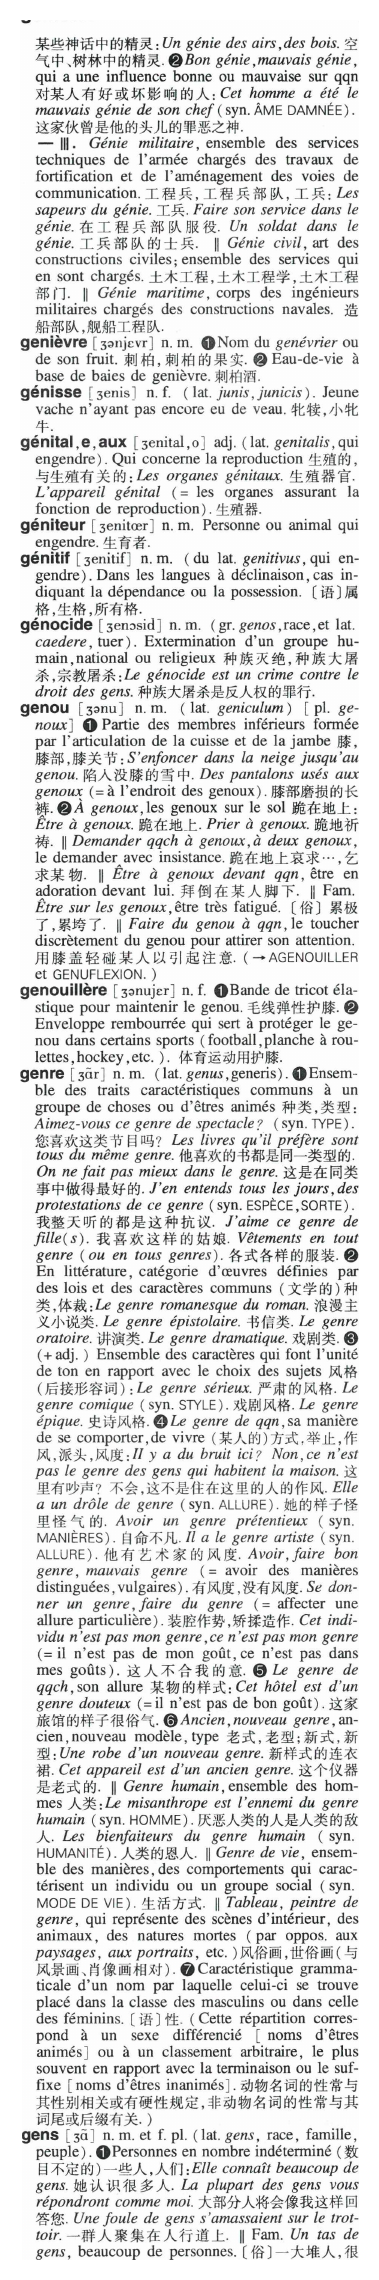 某些神话中的精灵:Un génie des airs,des bois. 空
气中、树林中的精灵. ❷Bon génie,mauvais génie,
qui a une influence bonne ou mauvaise sur qqn
对某人有好或坏影响的人:Cet homme a été le
mauvais génie de son chef (syn. ÂME DAMNÉE).
这家伙曾是他的头儿的罪恶之神.
— Ⅲ. Génie militaire, ensemble des services
techniques de l'armée chargés des travaux de
fortification et de l'aménagement des voies de
communication. 工程兵,工程兵部队,工兵:Les
sapeurs du génie. 工兵. Faire son service dans le
génie. 在工程兵部队服役. Un soldat dans le
génie. 工兵部队的士兵. ‖ Génie civil, art des
constructions civiles; ensemble des services qui
en sont chargés. 土木工程,土木工程学,土木工程
部门. ‖ Génie maritime, corps des ingénieurs
militaires chargés des constructions navales. 造
船部队,舰船工程队.
genièvre [ʒənjɛvr] n. m. ❶Nom du genévrier ou
de son fruit. 刺柏,刺柏的果实. ❷ Eau-de-vie à
base de baies de genièvre. 刺柏酒.
génisse [ʒenis] n. f. (lat. junis, junicis). Jeune
vache n'ayant pas encore eu de veau. 牝犊,小牝
牛.
génital,e,aux [ʒenital,o] adj. (lat. genitalis, qui
engendre). Qui concerne la reproduction 生殖的,
与生殖有关的:Les organes génitaux. 生殖器官.
L'appareil génital (= les organes assurant la
fonction de reproduction). 生殖器.
géniteur [ʒenitœr] n. m. Personne ou animal qui
engendre. 生育者.
génitif [ʒenitif] n. m. (du lat. genitivus, qui en-
gendre). Dans les langues à déclinaison, cas in-
diquant la dépendance ou la possession. 〔语〕属
格,生格,所有格.
génocide [ʒenɔsid] n. m. (gr. genos,race,et lat.
caedere, tuer). Extermination d'un groupe hu-
main,national ou religieux 种族灭绝,种族大屠
杀,宗教屠杀:Le génocide est un crime contre le
droit des gens. 种族大屠杀是反人权的罪行.
genou [ʒənu] n. m. (lat. geniculum) [pl. ge-
noux] ❶ Partie des membres inférieurs formée
par l'articulation de la cuisse et de la jambe 膝,
膝部,膝关节:S'enfoncer dans la neige jusqu'au
genou. 陷入没膝的雪中. Des pantalons usés aux
genoux (= à l'endroit des genoux). 膝部磨损的长
裤. ❷À genoux, les genoux sur le sol 跪在地上:
Être à genoux. 跪在地上. Prier à genoux. 跪地祈
祷. ‖ Demander qqch à genoux,à deux genoux,
le demander avec insistance. 跪在地上哀求…,乞
求某物. ‖ Être à genoux devant qqn, être en
adoration devant lui. 拜倒在某人脚下. ‖ Fam.
Être sur les genoux, être très fatigué. 〔俗〕累极
了,累垮了. ‖ Faire du genou à qqn, le toucher
discrètement du genou pour attirer son attention.
用膝盖轻碰某人以引起注意. (→AGENOUILLER
et GENUFLEXION.)
genouillère [ʒənujɛr] n. f. ❶Bande de tricot éla-
stique pour maintenir le genou. 毛线弹性护膝. ❷
Enveloppe rembourrée qui sert à protéger le ge-
nou dans certains sports (football,planche à rou-
lettes,hockey,etc.). 体育运动用护膝.
genre [ʒɑ̃r] n. m. (lat. genus,generis). ❶Ensem-
ble des traits caractéristiques communs à un
groupe de choses ou d'êtres animés 种类,类型:
Aimez-vous ce genre de spectacle? (syn. TYPE).
您喜欢这类节目吗? Les livres qu'il préfère sont
tous du même genre. 他喜欢的书都是同一类型的.
On ne fait pas mieux dans le genre. 这是在同类
事中做得最好的. J'en entends tous les jours,des
protestations de ce genre (syn. ESPÈCE,SORTE).
我整天听的都是这种抗议. J'aime ce genre de
fille(s). 我喜欢这样的姑娘. Vêtements en tout
genre (ou en tous genres). 各式各样的服装. ❷
En littérature, catégorie d'œuvres définies par
des lois et des caractères communs (文学的)种
类,体裁:Le genre romanesque du roman. 浪漫主
义小说类. Le genre épistolaire. 书信类. Le genre
oratoire. 讲演类. Le genre dramatique. 戏剧类. ❸
(+adj.) Ensemble des caractères qui font l'unité
de ton en rapport avec le choix des sujets 风格
(后接形容词):Le genre sérieux. 严肃的风格. Le
genre comique (syn. STYLE). 戏剧风格. Le genre
épique. 史诗风格. ❹Le genre de qqn,sa manière
de se comporter,de vivre (某人的)方式,举止,作
风,派头,风度:Il y a du bruit ici? Non,ce n'est
pas le genre des gens qui habitent la maison. 这
里有吵声? 不会,这不是住在这里的人的作风. Elle
a un drôle de genre (syn. ALLURE). 她的样子怪
里怪气的. Avoir un genre prétentieux (syn.
MANIÈRES). 自命不凡. Il a le genre artiste (syn.
ALLURE). 他有艺术家的风度. Avoir, faire bon
genre, mauvais genre (= avoir des manières
distinguées,vulgaires). 有风度,没有风度. Se don-
ner un genre, faire du genre (= affecter une
allure particulière). 装腔作势,矫揉造作. Cet indi-
vidu n'est pas mon genre,ce n'est pas mon genre
(= il n'est pas de mon goût, ce n'est pas dans
mes goûts). 这人不合我的意. ❺ Le genre de
qqch,son allure 某物的样式:Cet hôtel est d'un
genre douteux (= il n'est pas de bon goût). 这家
旅馆的样子很俗气. ❻Ancien,nouveau genre,an-
cien, nouveau modèle, type 老式,老型;新式,新
型:Une robe d'un nouveau genre. 新样式的连衣
裙. Cet appareil est d'un ancien genre. 这个仪器
是老式的. ‖ Genre humain,ensemble des hom-
mes 人类:Le misanthrope est l'ennemi du genre
humain (syn. HOMME). 厌恶人类的人是人类的敌
人. Les bienfaiteurs du genre humain (syn.
HUMANITÉ). 人类的恩人. ‖ Genre de vie, ensem-
ble des manières,des comportements qui carac-
térisent un individu ou un groupe social (syn.
MODE DE VIE). 生活方式. ‖ Tableau, peintre de
genre, qui représente des scènes d'intérieur, des
animaux, des natures mortes (par oppos. aux
paysages, aux portraits, etc.)风俗画,世俗画(与
风景画、肖像画相对). ❼Caractéristique gramma-
ticale d'un nom par laquelle celui-ci se trouve
placé dans la classe des masculins ou dans celle
des féminins. [语]性. (Cette répartition corres-
pond à un sexe différencié [noms d'êtres
animés] ou à un classement arbitraire, le plus
souvent en rapport avec la terminaison ou le suf-
fixe [noms d'êtres inanimés]. 动物名词的性常与
其性别相关或有硬性规定,非动物名词的性常与其
词尾或后缀有关.)
gens [ʒɑ̃] n. m. et f. pl. (lat. gens, race, famille,
peuple). ❶Personnes en nombre indéterminé (数
目不定的)一些人,人们:Elle connaît beaucoup de
gens. 她认识很多人. La plupart des gens vous
répondront comme moi. 大部分人将会像我这样回
答您. Une foule de gens s'amassaient sur le trot-
toir. 一群人聚集在人行道上. ‖ Fam. Un tas de
gens, beaucoup de personnes. 〔俗〕一大堆人,很